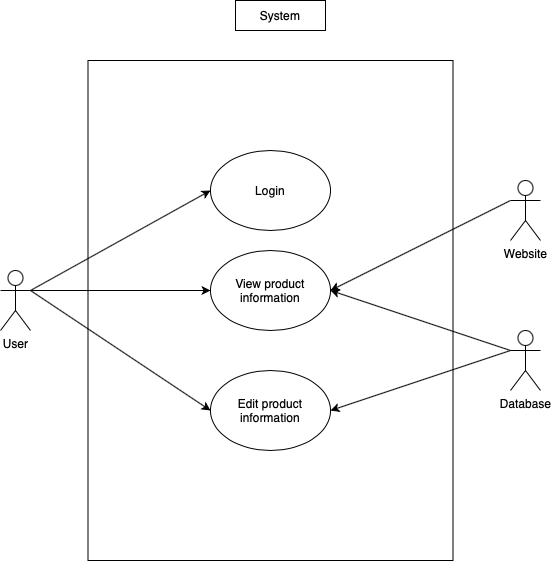 System
Login
View product
information
Edit product
information
User
Website
Database